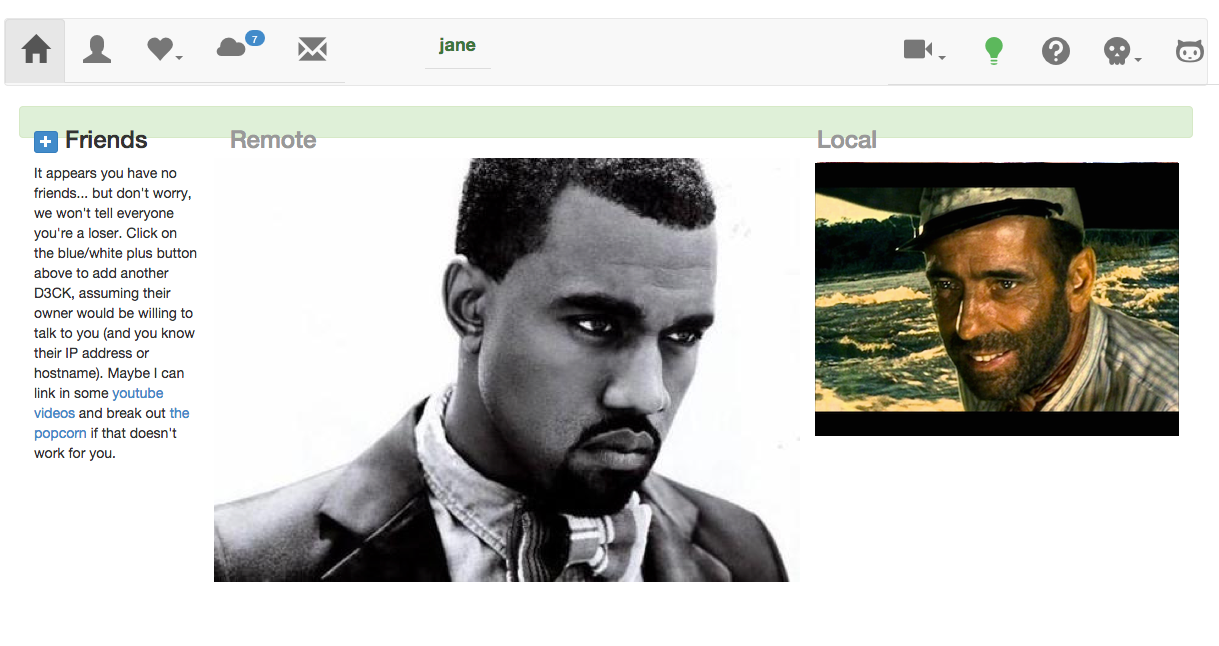 7
jane
Friends
Remote
Local
It appears you have no
friends... but don't worry,
we won't tell everyone
you're a loser. Click on
the blue/white plus button
above to add another
D3CK, assuming their
owner would be willing to
talk to you (and you know
their IP address or
hostname). Maybe I can
link in some youtube
videos and break out the
popcorn if that doesn't
work for you.